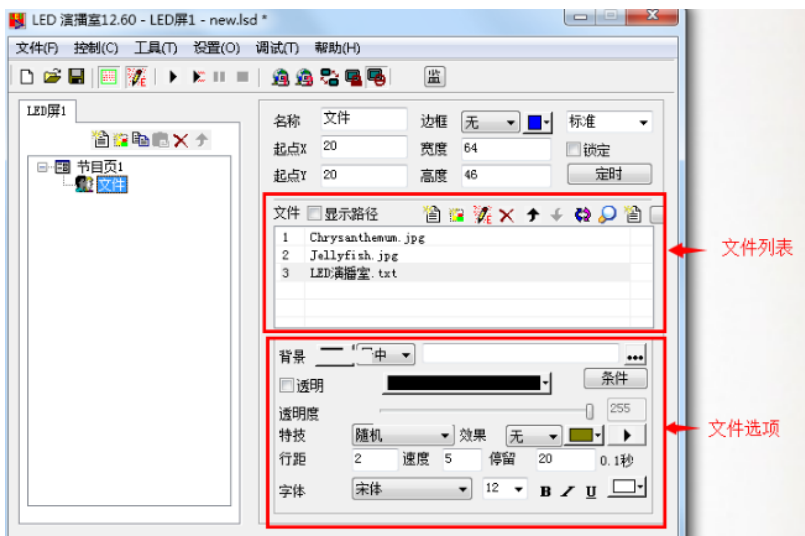 LED 演播室12.60 - LED屏1 - new.lsd *
文件(F) 控制(C) 工具(T) 设置(O) 调试(T) 帮助(H)
监
LED屏1
节目页1
文件
名称 文件 边框 无 标准
起点X 20 宽度 64 锁定
起点Y 20 高度 46 定时
文件 显示路径
1 Chrysanthemum.jpg
2 Jellyfish.jpg
3 LED演播室.txt
文件列表
背景 中 •••
透明 条件
透明度 255
特技 随机 效果 无
行距 2 速度 5 停留 20 0.1秒
字体 宋体 12 B I U
文件选项